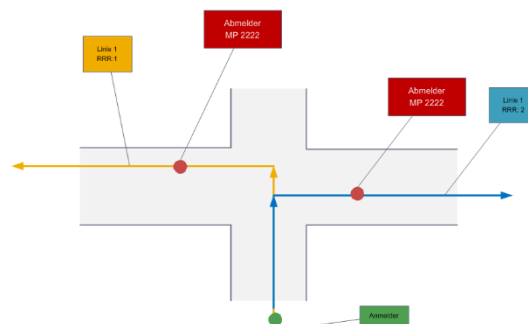 Abmelder
MP 2222
Linie 1
RRR:1
Abmelder
MP 2222
Linie 1
RRR: 2
Anmelder